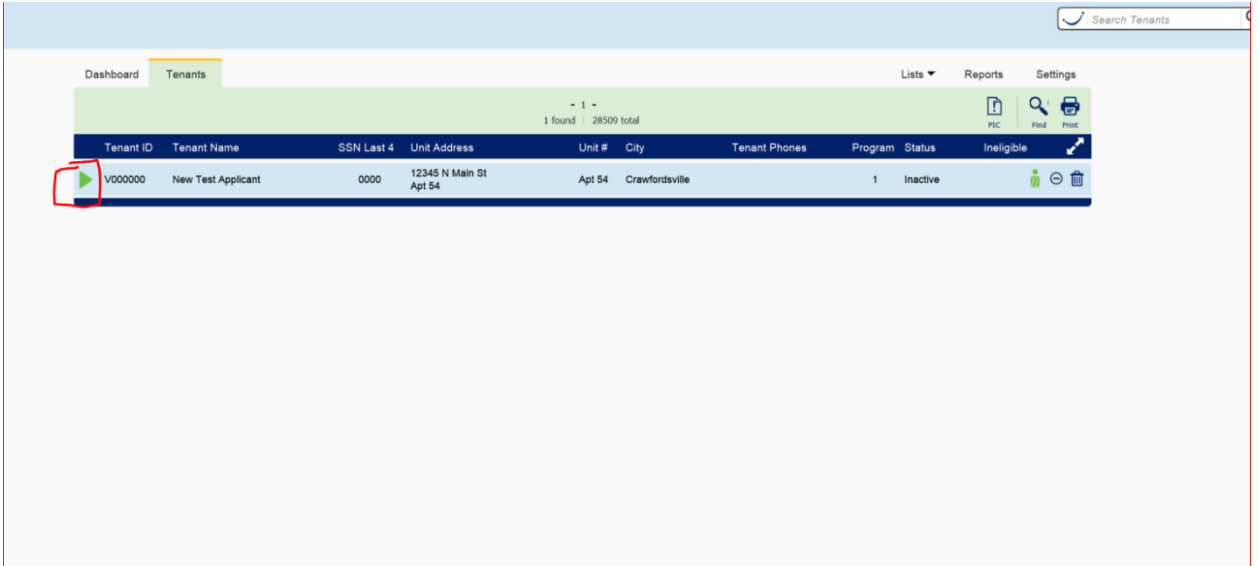 Search Tenants
Dashboard Tenants Lists Reports Settings
- 1 -
1 found 28509 total
PIC Find Print
Tenant ID Tenant Name SSN Last 4 Unit Address Unit # City Tenant Phones Program Status Ineligible
V000000 New Test Applicant 0000 12345 N Main St Apt 54 Crawfordsville 1 Inactive
Apt 54